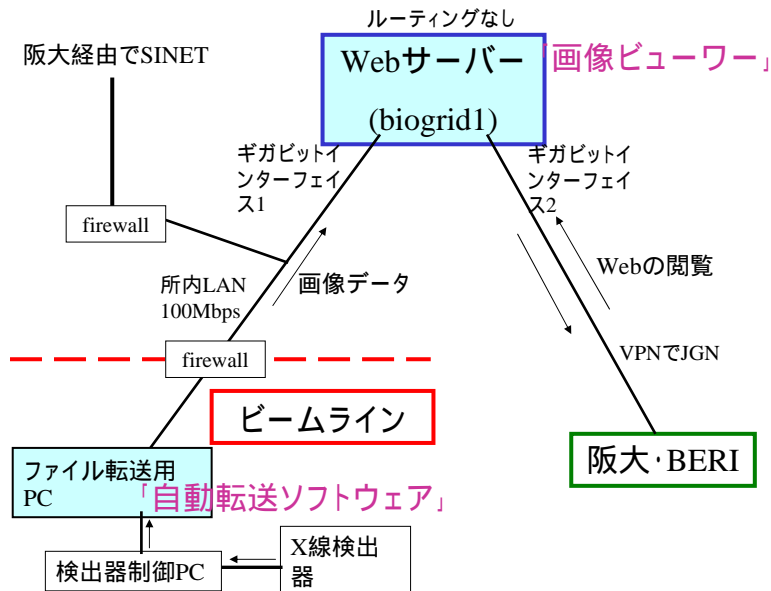 ルーティングなし
阪大経由でSINET
Webサーバー
「画像ビューワー」
(biogrid1)
ギガビットイ
ンターフェイ
ス1
ギガビットイ
ンターフェイ
ス2
firewall
Webの閲覧
所内LAN
100Mbps
画像データ
firewall
VPNでJGN
ビームライン
阪大・BERI
ファイル転送用
PC
「自動転送ソフトウェア」
検出器制御PC
X線検出
器